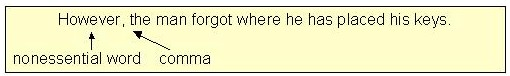 However, the man forgot where he has placed his keys.
nonessential word comma